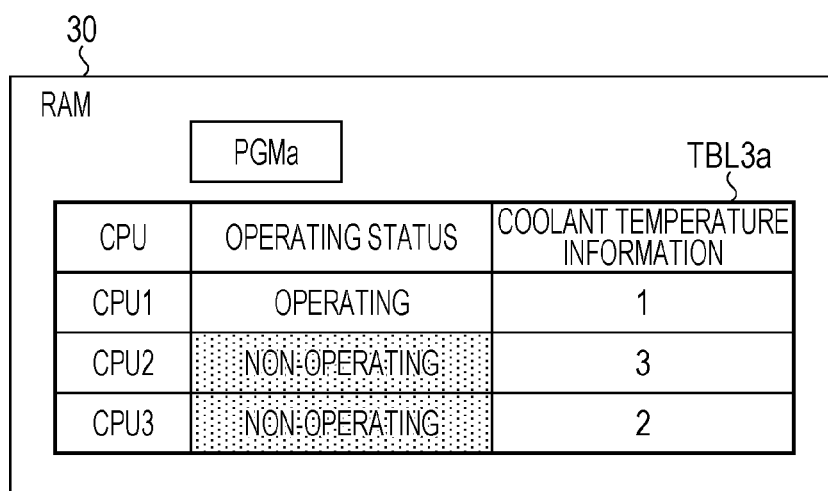 30
RAM
PGMa
TBL3a
CPU
OPERATING STATUS
COOLANT TEMPERATURE
INFORMATION
CPU1
OPERATING
1
CPU2
NON-OPERATING
3
CPU3
NON-OPERATING
2